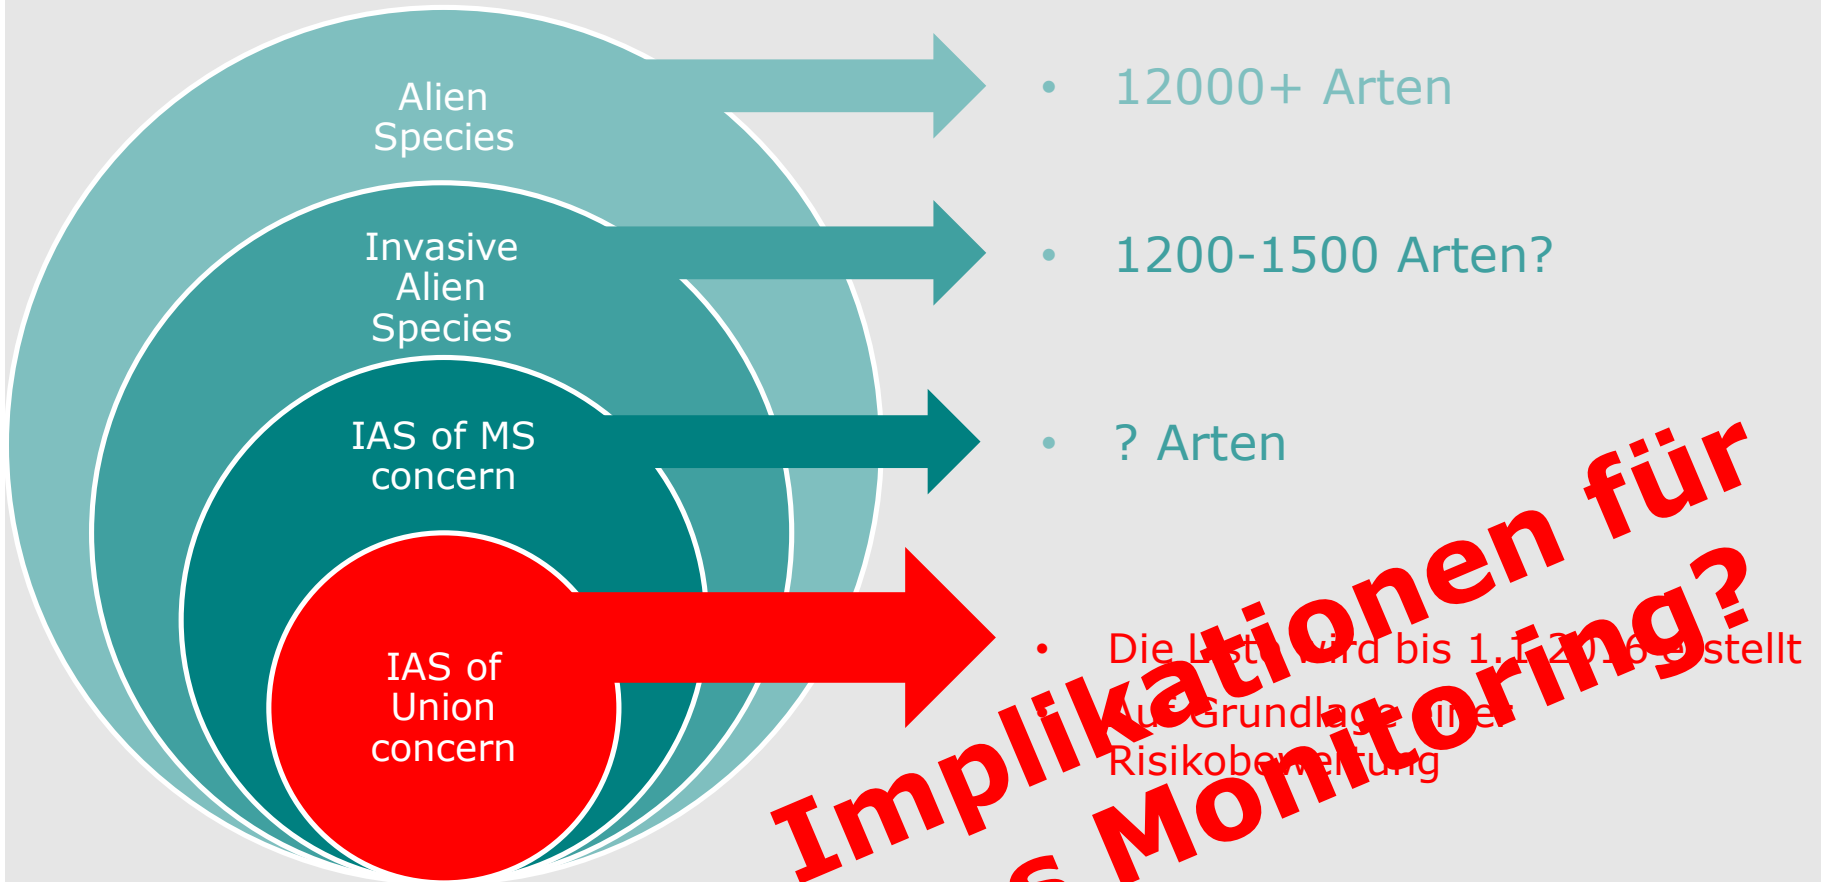 Alien
Species
• 12000+ Arten
Invasive
Alien
Species
• 1200-1500 Arten?
IAS of MS
concern
• ? Arten
IAS of
Union
concern
• Die Liste wird bis 1.1.2016 erstellt
• Auf Grundlage einer
Risikobewertung
Implikationen für
Monitoring?